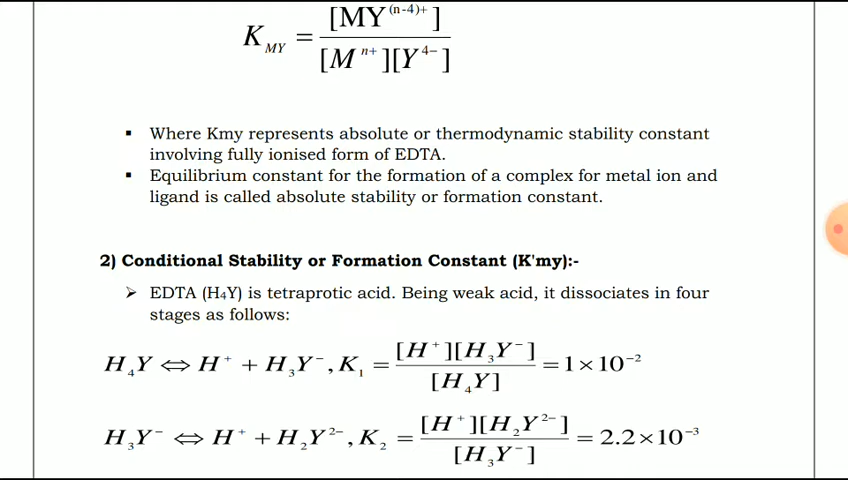 K_MY = [MY^(n-4)+] / [M^n+][Y^4−]
▪ Where Kmy represents absolute or thermodynamic stability constant
involving fully ionised form of EDTA.
▪ Equilibrium constant for the formation of a complex for metal ion and
ligand is called absolute stability or formation constant.
2) Conditional Stability or Formation Constant (K'my):-
➢ EDTA (H₄Y) is tetraprotic acid. Being weak acid, it dissociates in four
stages as follows:
H₄Y ⇔ H⁺ + H₃Y⁻, K₁ = [H⁺][H₃Y⁻] / [H₄Y] = 1×10⁻²
H₃Y⁻ ⇔ H⁺ + H₂Y²⁻, K₂ = [H⁺][H₂Y²⁻] / [H₃Y⁻] = 2.2×10⁻³